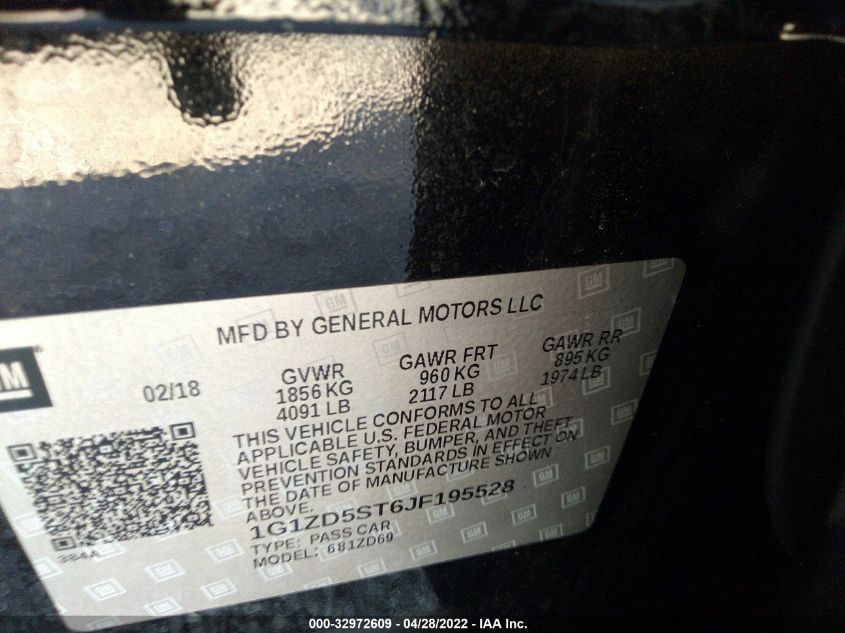 MFD BY GENERAL MOTORS LLC
GM
02/18
GVWR
1856 KG
4091 LB
GAWR FRT
960 KG
2117 LB
GAWR RR
895 KG
1974 LB
THIS VEHICLE CONFORMS TO ALL
APPLICABLE U.S. FEDERAL MOTOR
VEHICLE SAFETY, BUMPER, AND THEFT
PREVENTION STANDARDS IN EFFECT ON
THE DATE OF MANUFACTURE SHOWN
ABOVE.
1G1ZD5ST6JF195528
TYPE: PASS CAR
MODEL: 681ZD69
384A
000-32972609 - 04/28/2022 - IAA Inc.